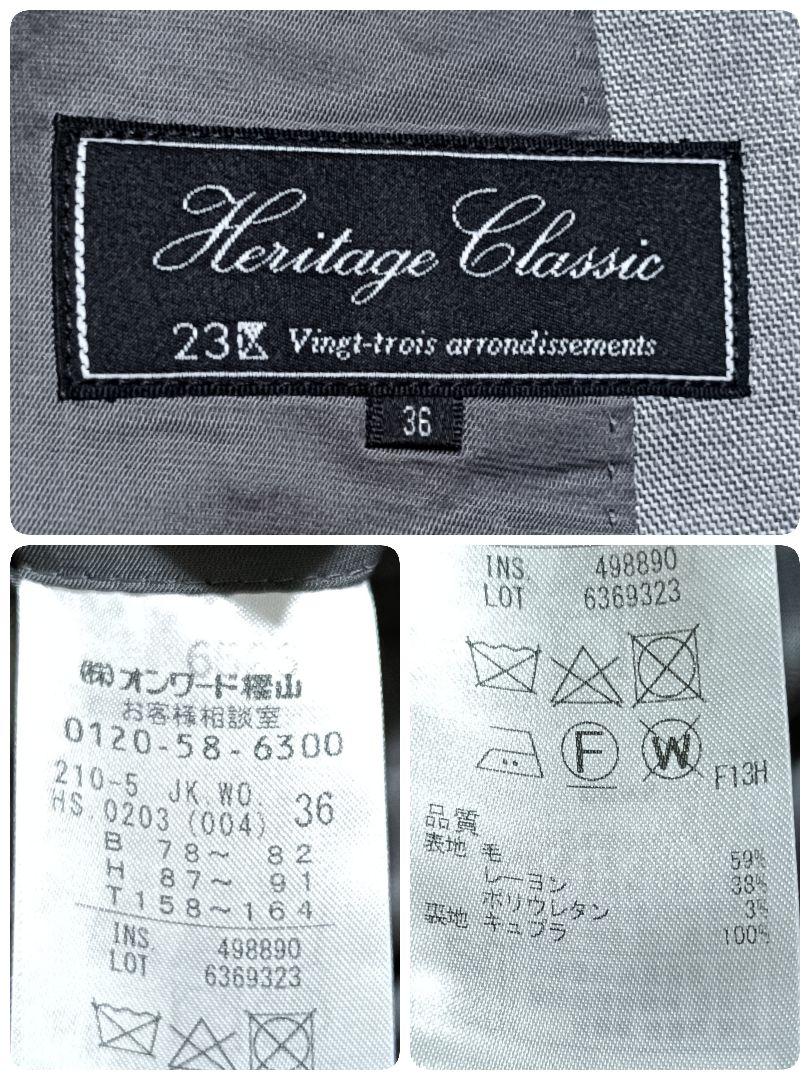 Heritage Classic
23区 Vingt-trois arrondissements
36
㈱オンワード樫山
お客様相談室
0120-58-6300
210-5 JK.WO.
HS.0203 (004) 36
B 78～ 82
H 87～ 91
T158～164
INS. 498890
LOT 6369323
INS. 498890
LOT 6369323
F
W
F13H
品質
表地 毛 59%
レーヨン 38%
ポリウレタン 3%
裏地 キュプラ 100%